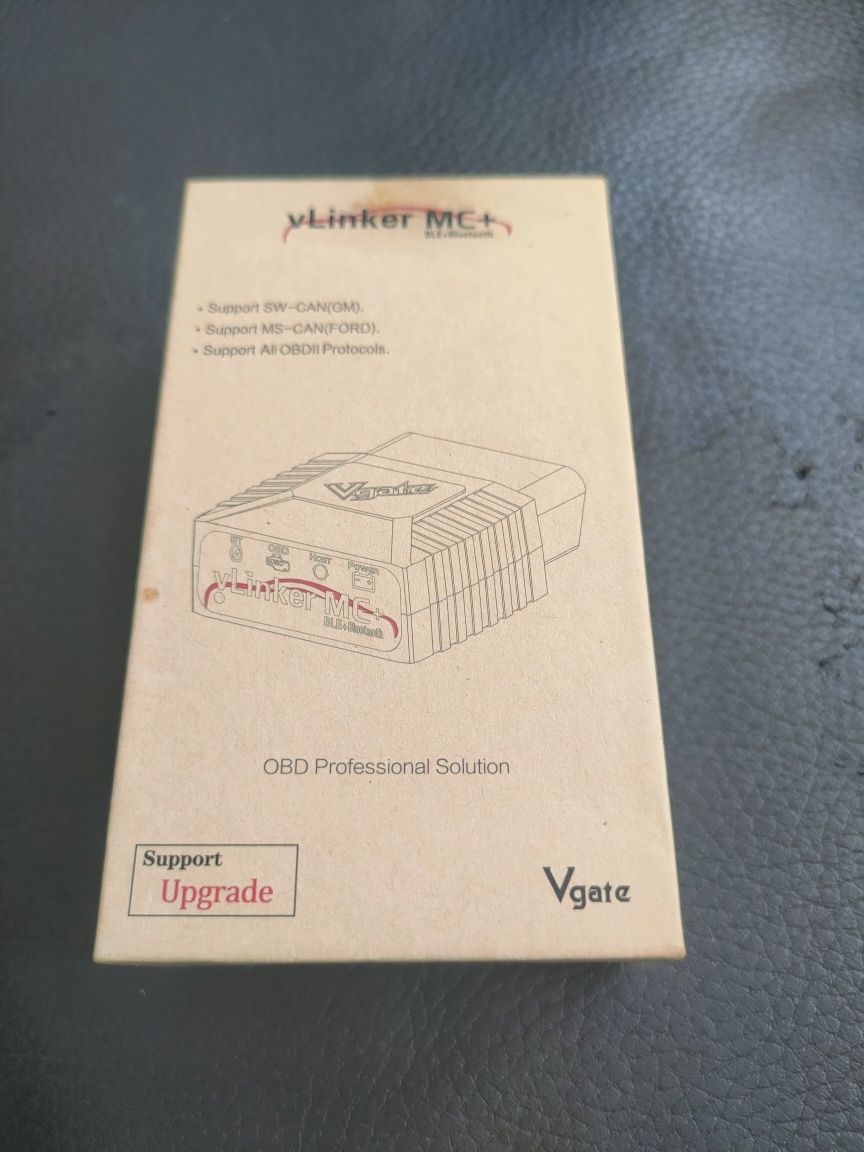 vLinker MC+
BLE+Bluetooth
• Support SW-CAN(GM).
• Support MS-CAN(FORD).
• Support All OBDII Protocols.
Vgate
BT OBD HOST POWER
vLinker MC+
BLE+Bluetooth
OBD Professional Solution
Support
Upgrade
Vgate